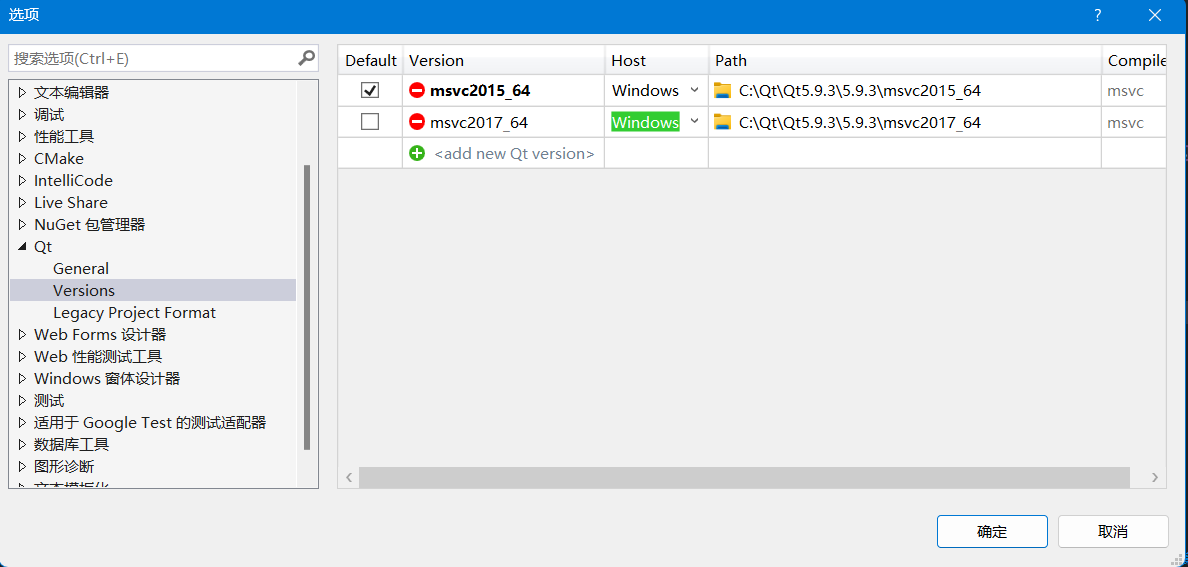 选项
?
搜索选项(Ctrl+E)
文本编辑器
调试
性能工具
CMake
IntelliCode
Live Share
NuGet 包管理器
Qt
General
Versions
Legacy Project Format
Web Forms 设计器
Web 性能测试工具
Windows 窗体设计器
测试
适用于 Google Test 的测试适配器
数据库工具
图形诊断
文本模板化
Default Version Host Path Compile
msvc2015_64 Windows C:\Qt\Qt5.9.3\5.9.3\msvc2015_64 msvc
msvc2017_64 Windows C:\Qt\Qt5.9.3\5.9.3\msvc2017_64 msvc
<add new Qt version>
确定 取消